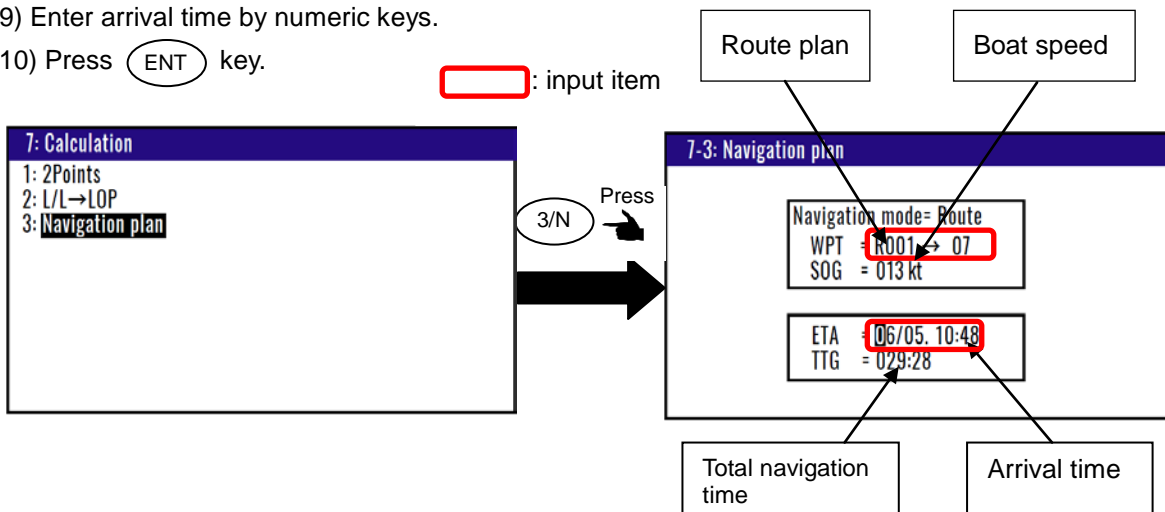 9) Enter arrival time by numeric keys.
10) Press ENT key.
: input item
Route plan
Boat speed
7: Calculation
1: 2Points
2: L/L→LOP
3: Navigation plan
3/N
Press
7-3: Navigation plan
Navigation mode= Route
WPT = R001 → 07
SOG = 013 kt
ETA = 06/05. 10:48
TTG = 029:28
Total navigation
time
Arrival time